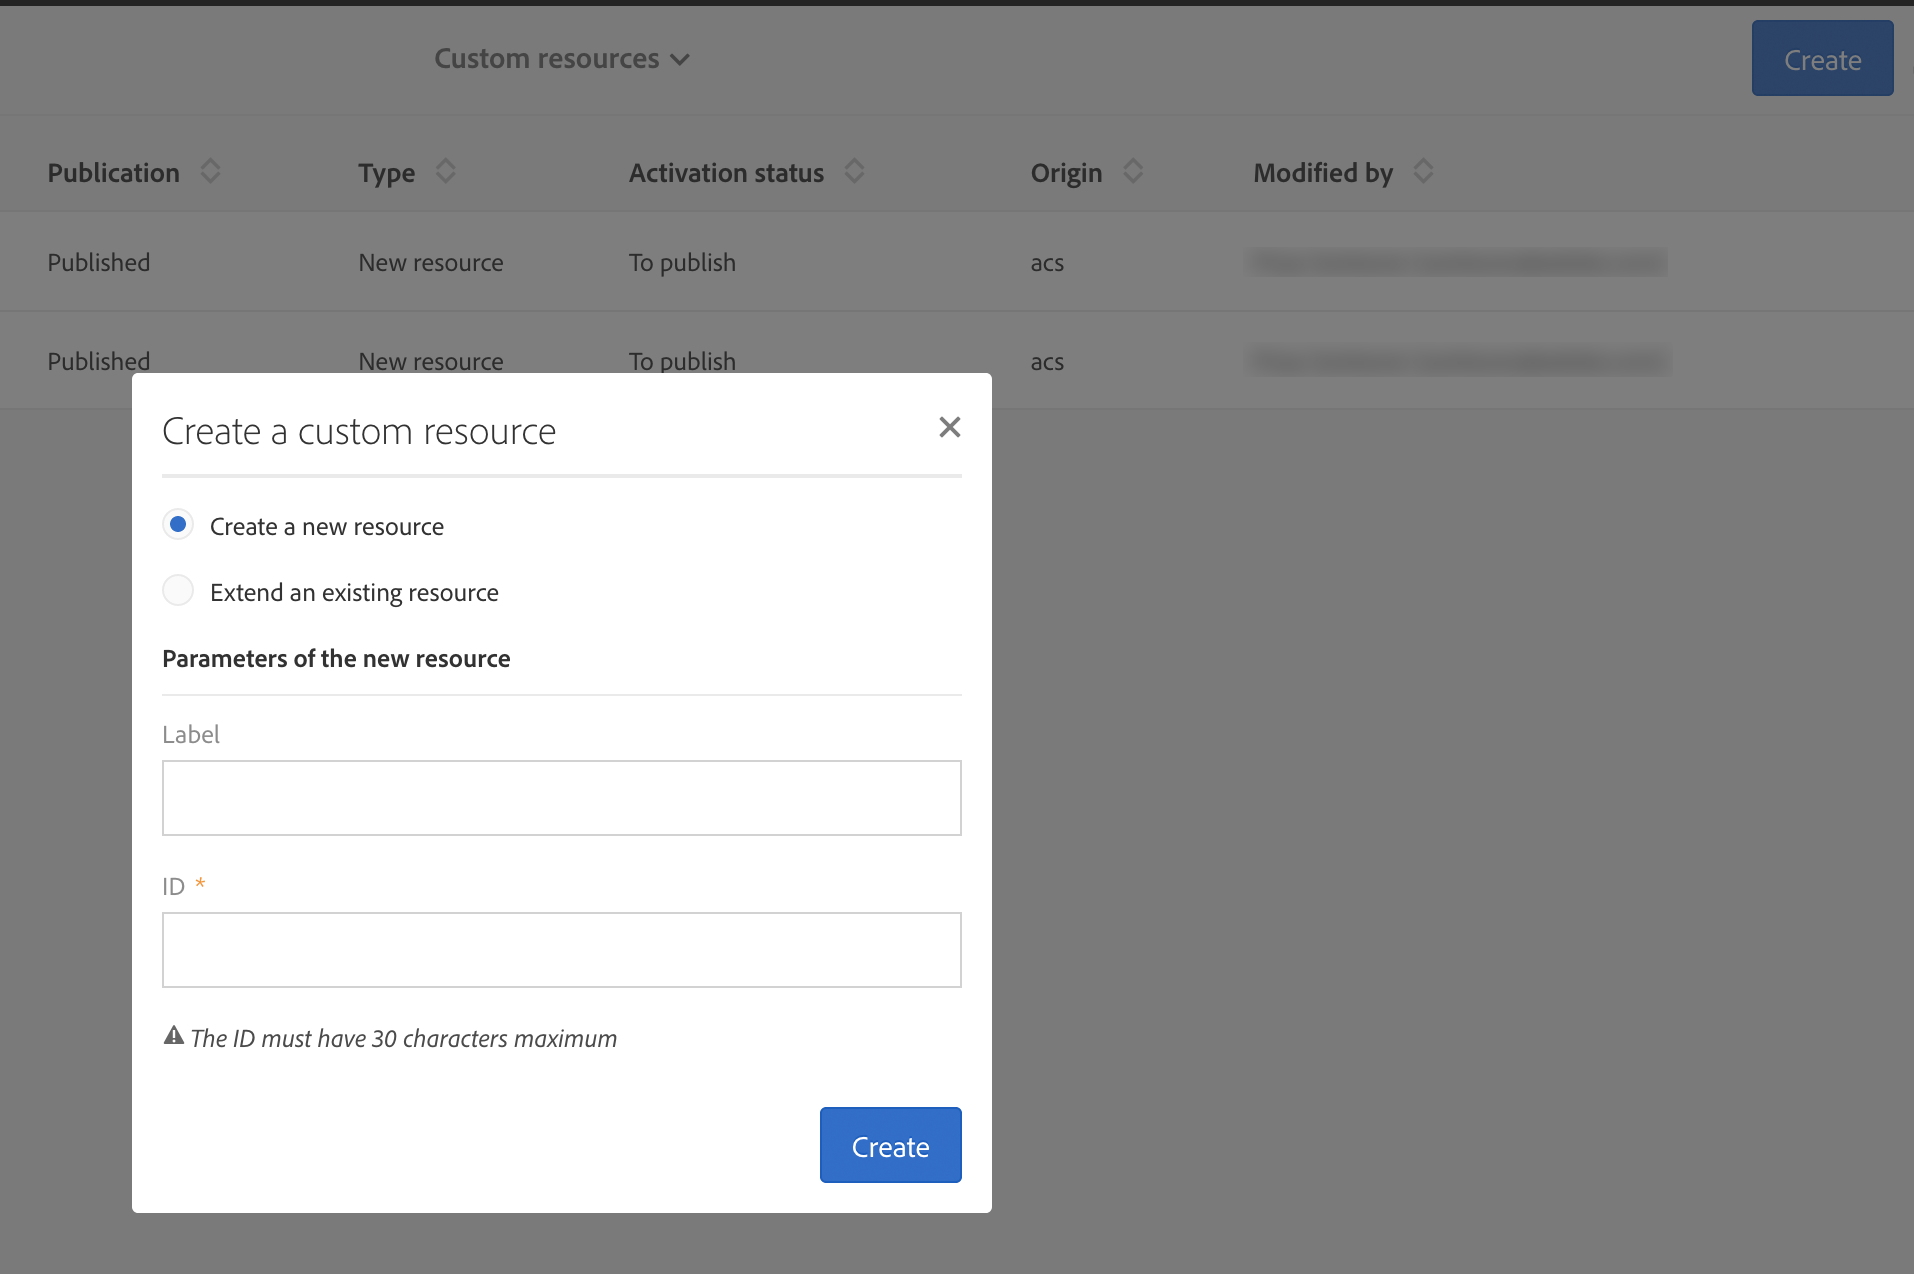 Custom resources
Create
Publication Type Activation status Origin Modified by
Published New resource To publish acs
Published New resource To publish acs
Create a custom resource
Create a new resource
Extend an existing resource
Parameters of the new resource
Label
ID *
The ID must have 30 characters maximum
Create